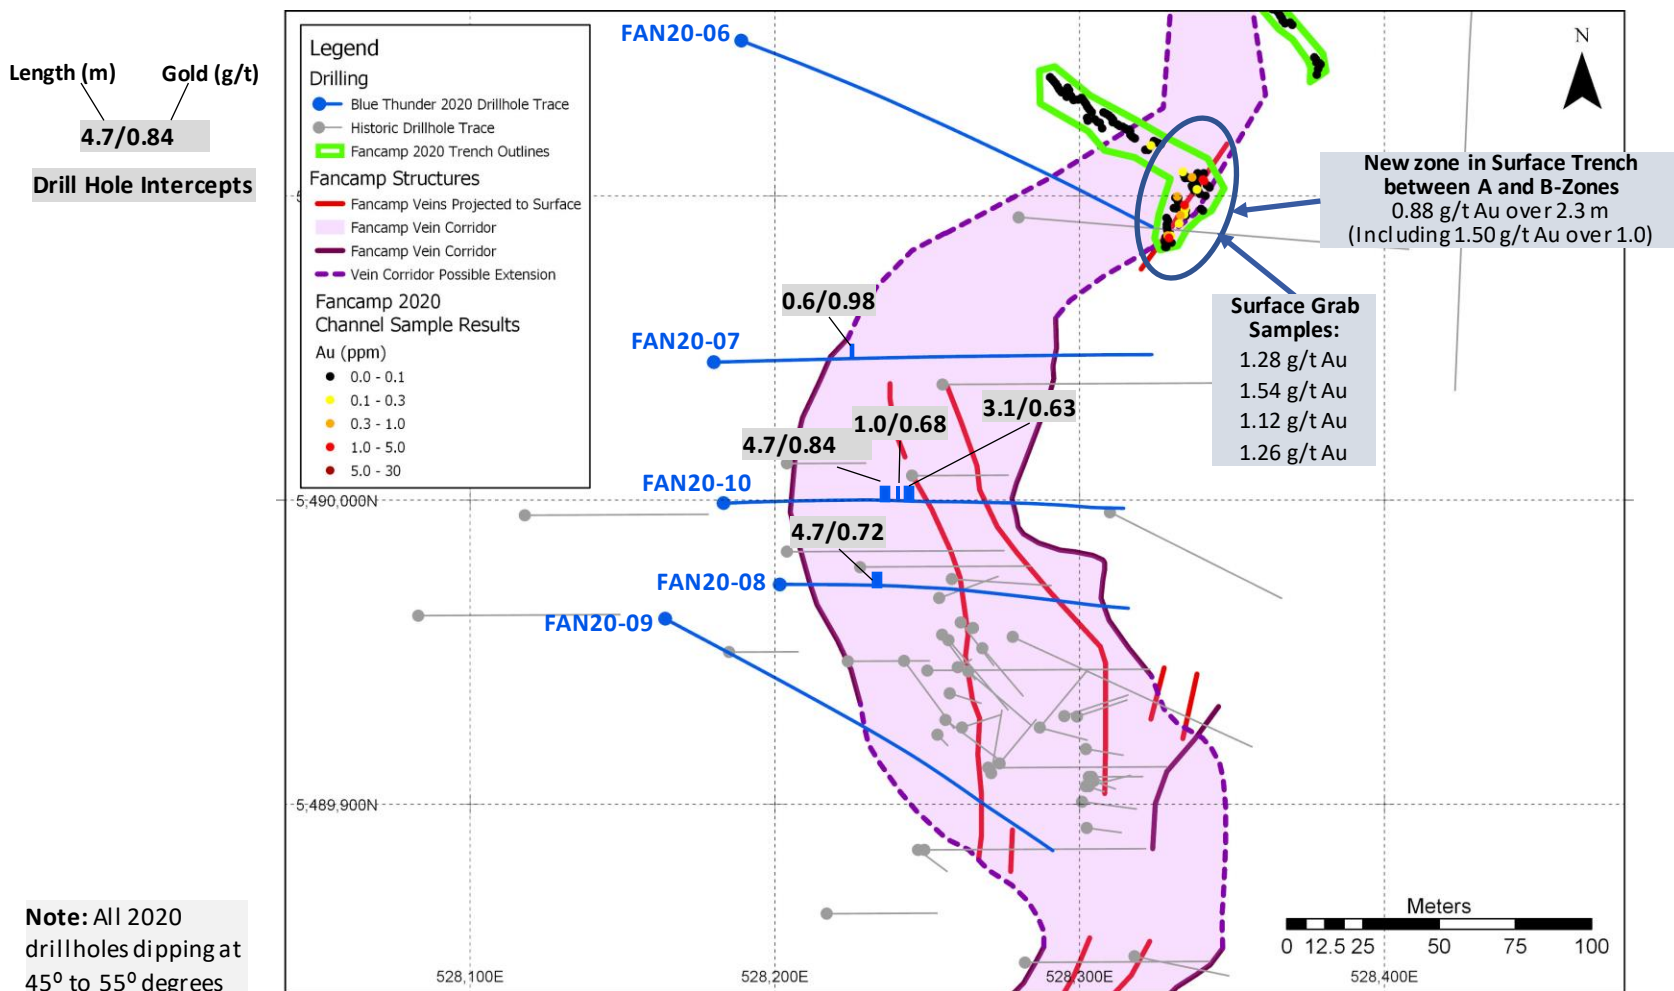 Length (m) Gold (g/t)
4.7/0.84
Drill Hole Intercepts
Legend
Drilling
Blue Thunder 2020 Drillhole Trace
Historic Drillhole Trace
Fancamp 2020 Trench Outlines
Fancamp Structures
Fancamp Veins Projected to Surface
Fancamp Vein Corridor
Fancamp Vein Corridor
Vein Corridor Possible Extension
Fancamp 2020
Channel Sample Results
Au (ppm)
0.0 - 0.1
0.1 - 0.3
0.3 - 1.0
1.0 - 5.0
5.0 - 30
FAN20-06
N
New zone in Surface Trench
between A and B-Zones
0.88 g/t Au over 2.3 m
(Including 1.50 g/t Au over 1.0)
Surface Grab
Samples:
1.28 g/t Au
1.54 g/t Au
1.12 g/t Au
1.26 g/t Au
0.6/0.98
FAN20-07
3.1/0.63
1.0/0.68
4.7/0.84
FAN20-10
5,490,000N
4.7/0.72
FAN20-08
FAN20-09
5,489,900N
Note: All 2020
drillholes dipping at
45⁰ to 55⁰ degrees
Meters
0 12.5 25 50 75 100
528,100E 528,200E 528,300E 528,400E